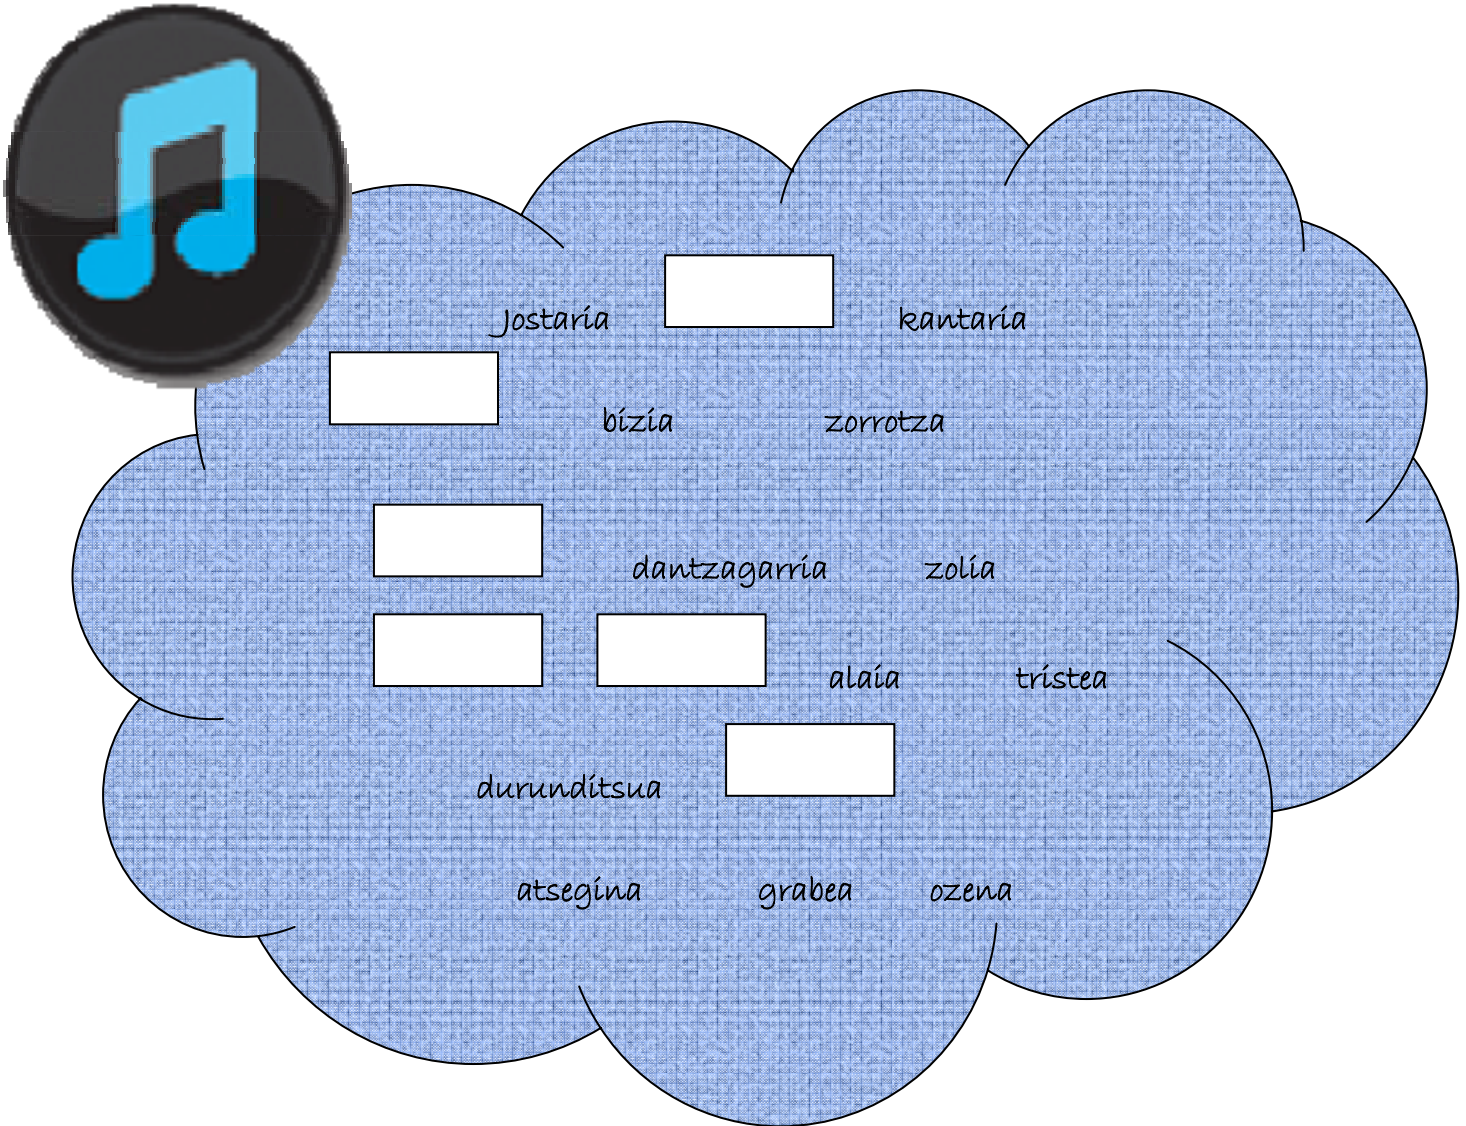 Jostaria kantaria
bizia zorrotza
dantzagarria zolia
alaia tristea
durunditsua
atsegina grabea ozena